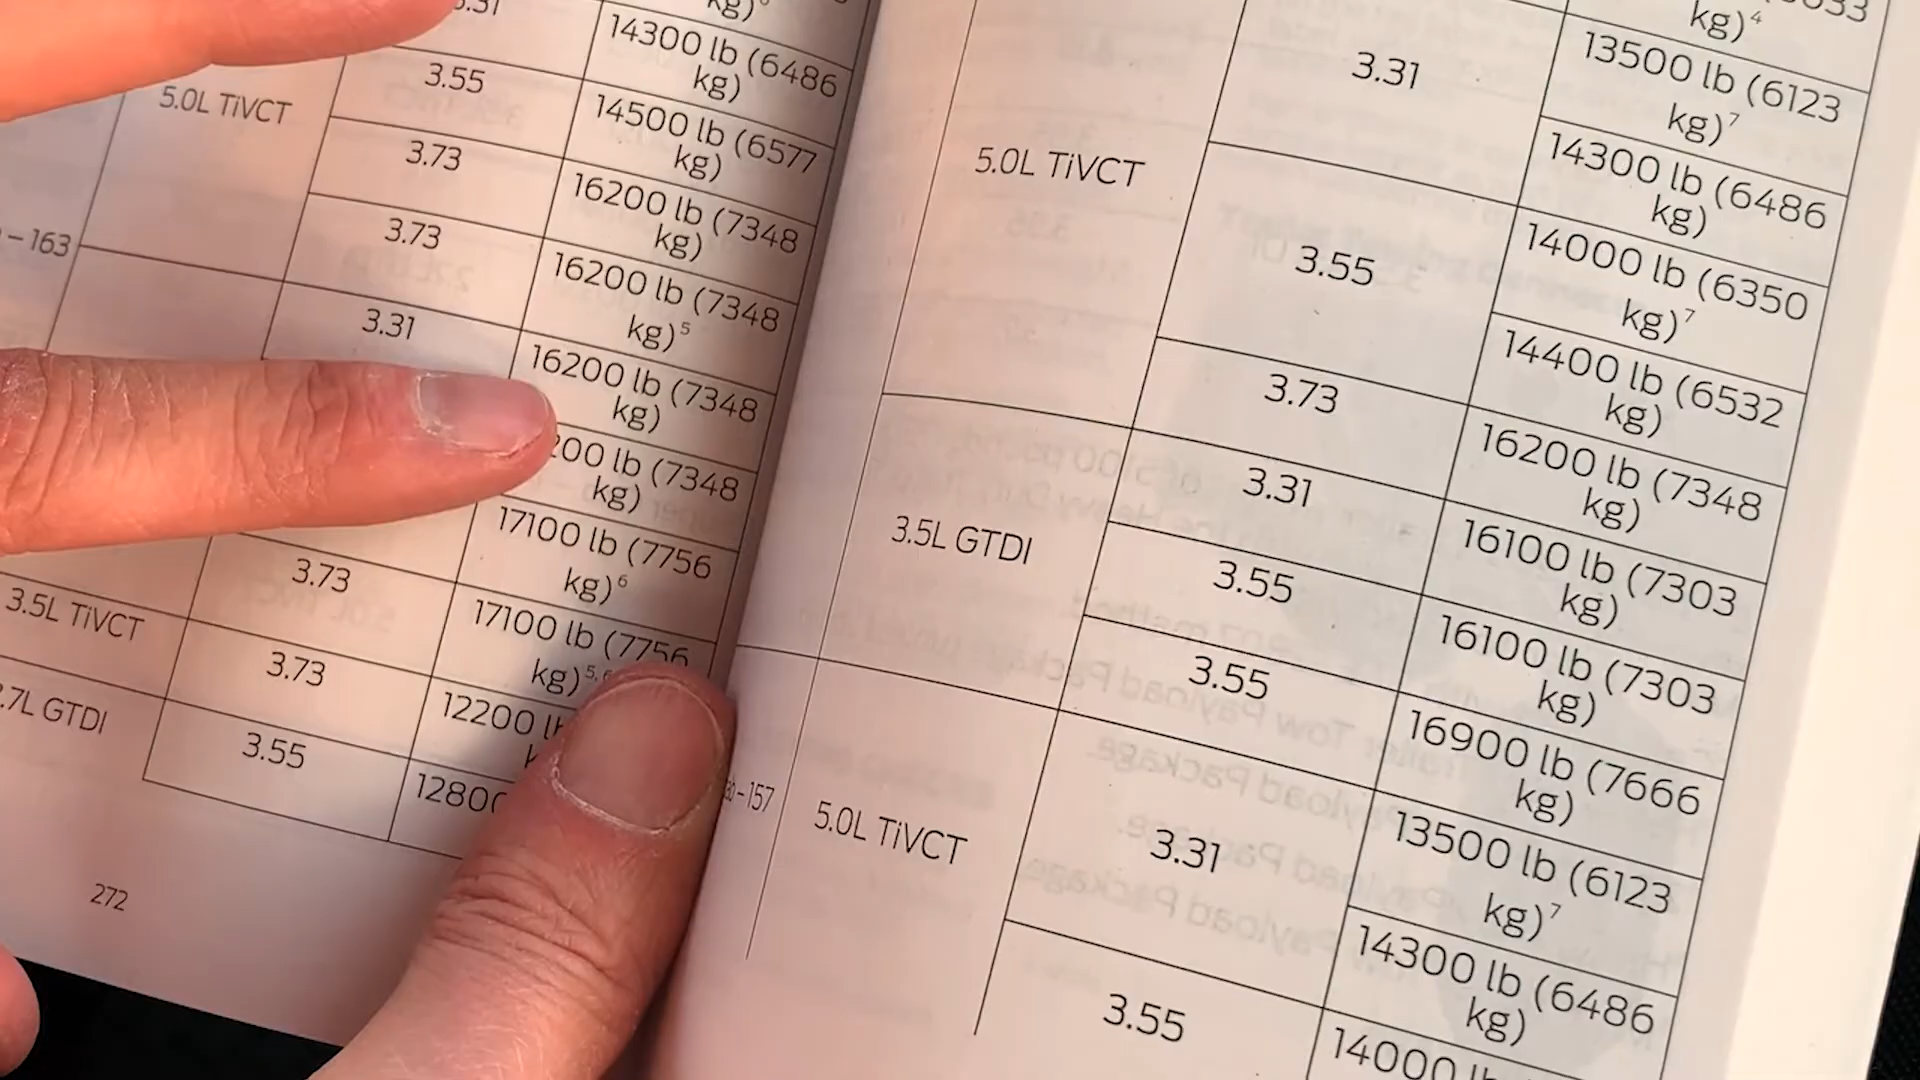 kg)⁶
3.31
14300 lb (6486
kg)
3.55
5.0L TiVCT
14500 lb (6577
kg)
3.73
16200 lb (7348
kg)
3.73
-163
16200 lb (7348
kg)⁵
3.31
16200 lb (7348
kg)
200 lb (7348
kg)
17100 lb (7756
kg)⁶
3.73
17100 lb (7756
kg)⁵,
3.5L TiVCT
3.73
12200
.7L GTDI
3.55
1280
272
kg)⁴
3.31
13500 lb (6123
kg)⁷
5.0L TiVCT
14300 lb (6486
kg)
3.55
14000 lb (6350
kg)⁷
14400 lb (6532
kg)
3.73
16200 lb (7348
kg)
3.31
3.5L GTDI
16100 lb (7303
kg)
3.55
16100 lb (7303
kg)
3.55
16900 lb (7666
kg)
-157
5.0L TiVCT
3.31
13500 lb (6123
kg)⁷
14300 lb (6486
kg)
3.55
14000